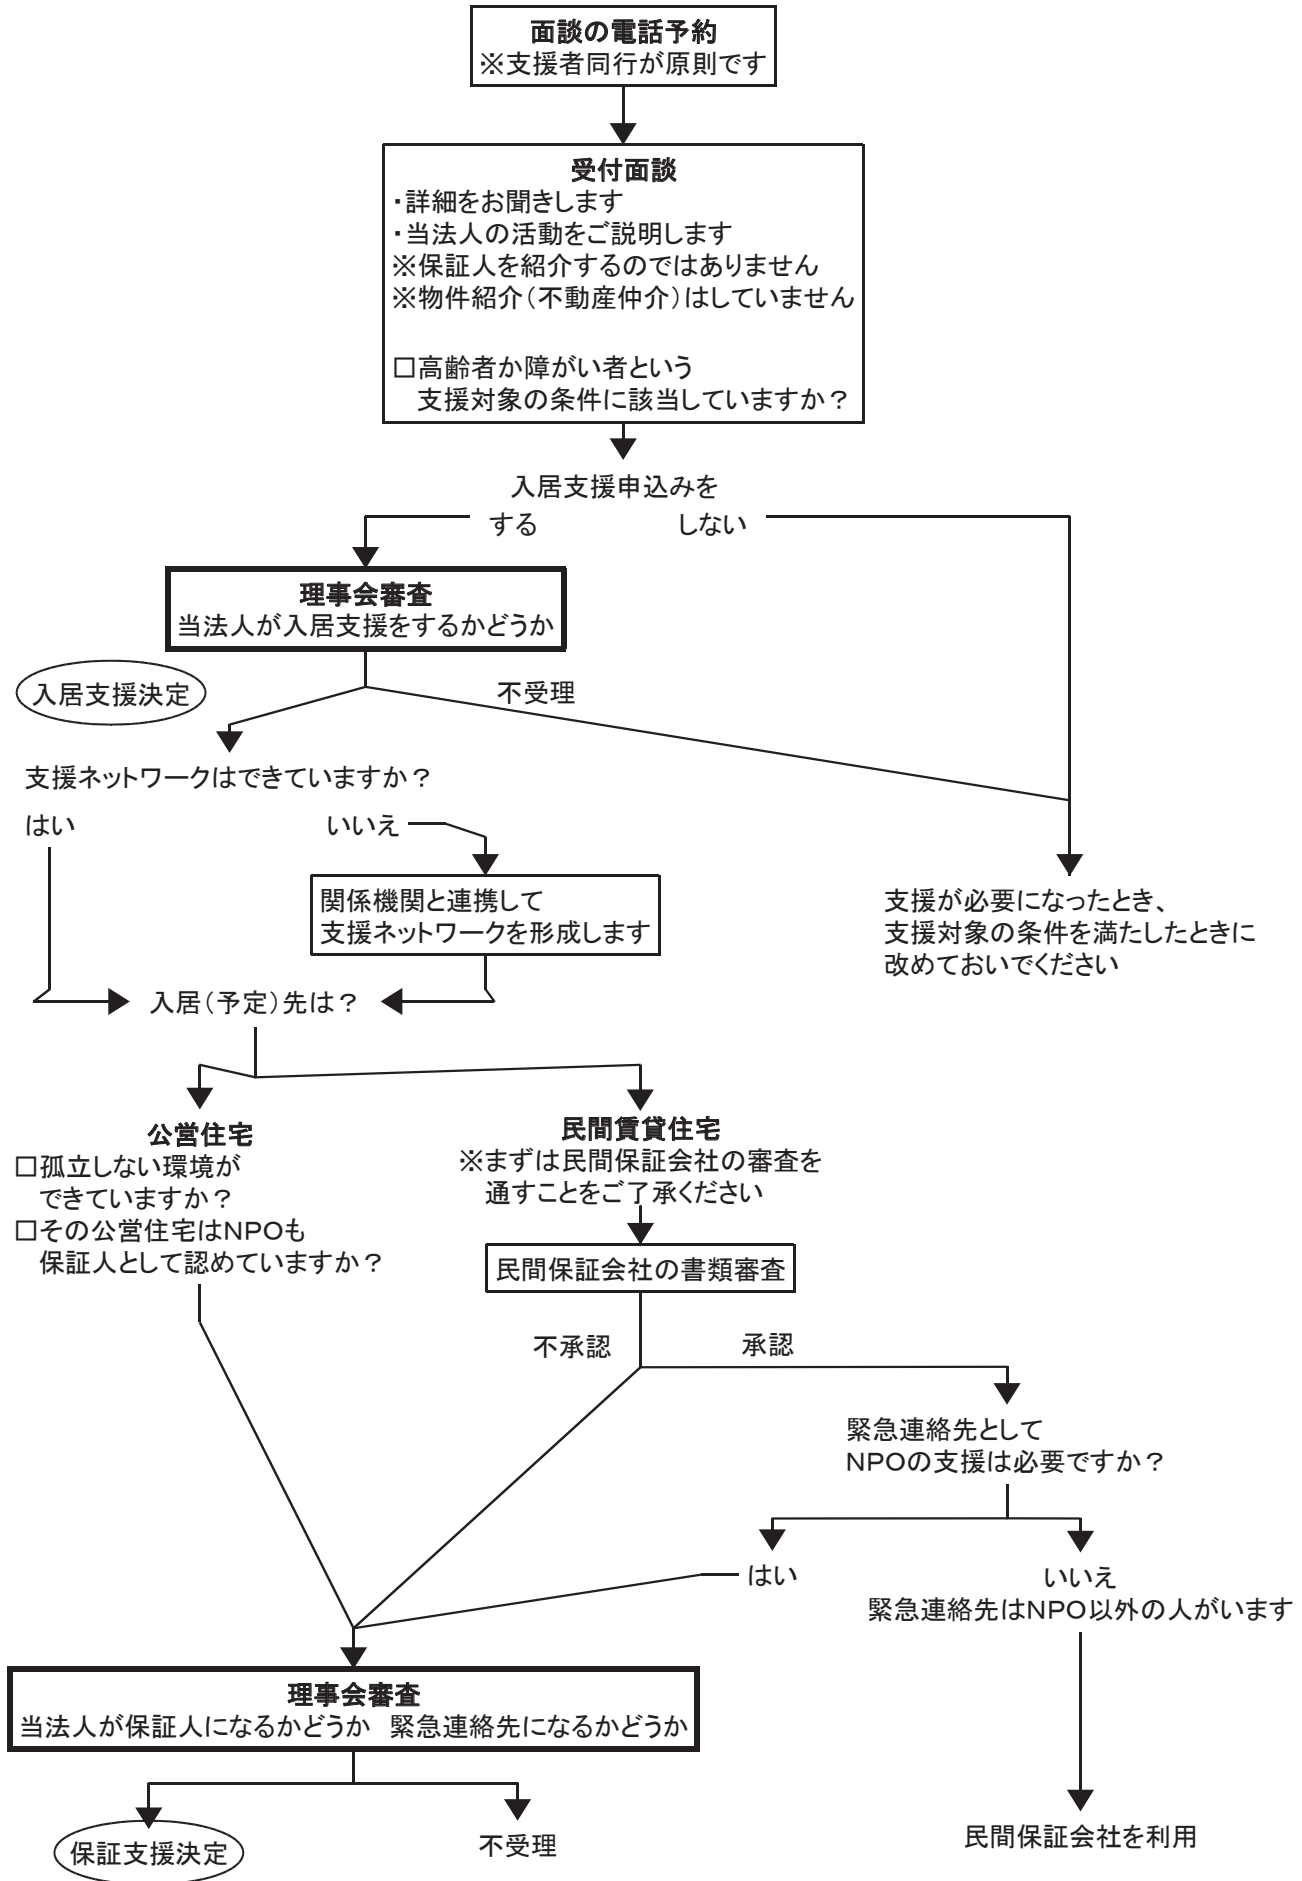 面談の電話予約
※支援者同行が原則です
受付面談
・詳細をお聞きします
・当法人の活動をご説明します
※保証人を紹介するのではありません
※物件紹介（不動産仲介）はしていません
□高齢者か障がい者という
支援対象の条件に該当していますか？
入居支援申込みを
する　しない
理事会審査
当法人が入居支援をするかどうか
入居支援決定
不受理
支援ネットワークはできていますか？
はい　いいえ
関係機関と連携して
支援ネットワークを形成します
支援が必要になったとき、
支援対象の条件を満たしたときに
改めておいでください
入居（予定）先は？
公営住宅
□孤立しない環境が
できていますか？
□その公営住宅はNPOも
保証人として認めていますか？
民間賃貸住宅
※まずは民間保証会社の審査を
通すことをご了承ください
民間保証会社の書類審査
不承認　承認
緊急連絡先として
NPOの支援は必要ですか？
はい　いいえ
緊急連絡先はNPO以外の人がいます
理事会審査
当法人が保証人になるかどうか　緊急連絡先になるかどうか
保証支援決定
不受理
民間保証会社を利用